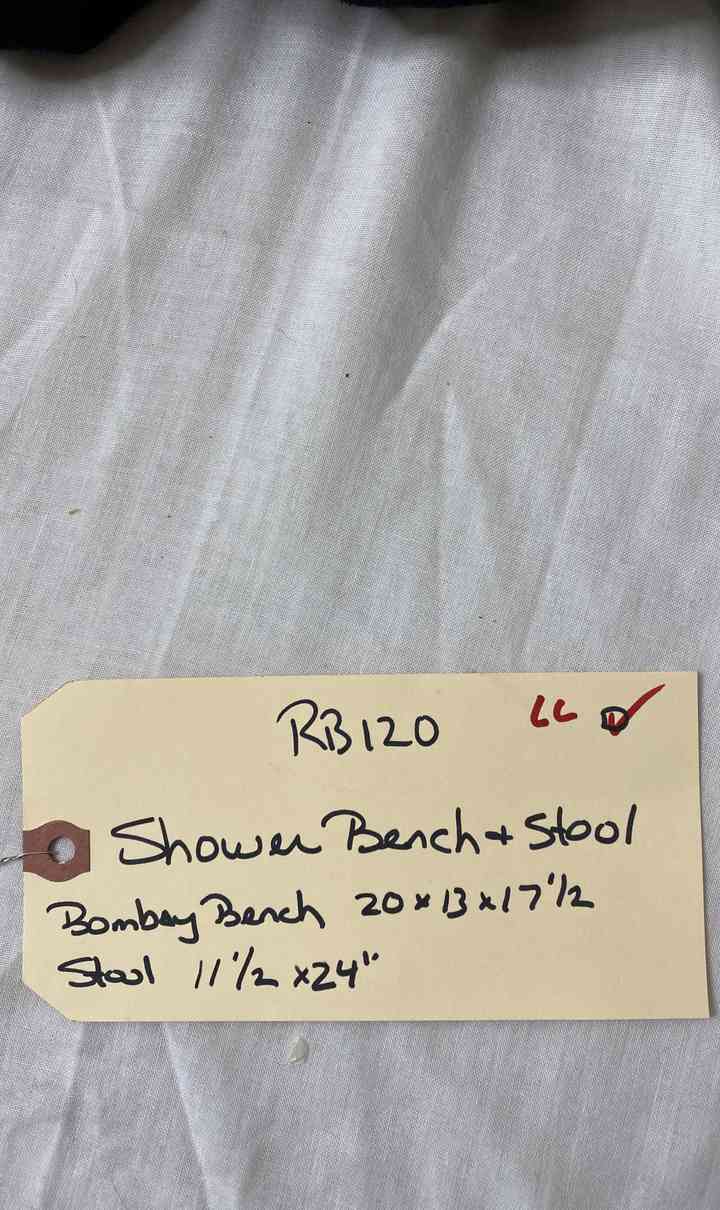 RB120 LL
Shower Bench + Stool
Bombay Bench 20 x 13 x 17 1/2
Stool 11 1/2 x 24"